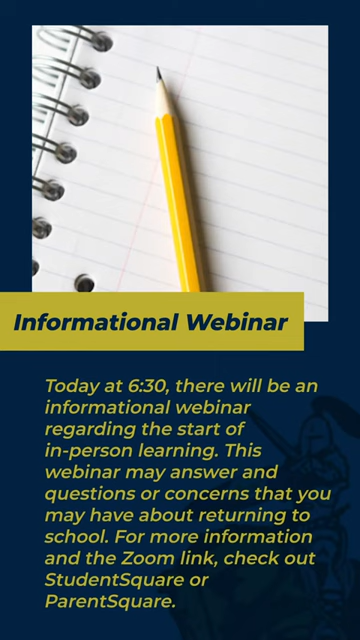 Informational Webinar
Today at 6:30, there will be an
informational webinar
regarding the start of
in-person learning. This
webinar may answer and
questions or concerns that you
may have about returning to
school. For more information
and the Zoom link, check out
StudentSquare or
ParentSquare.